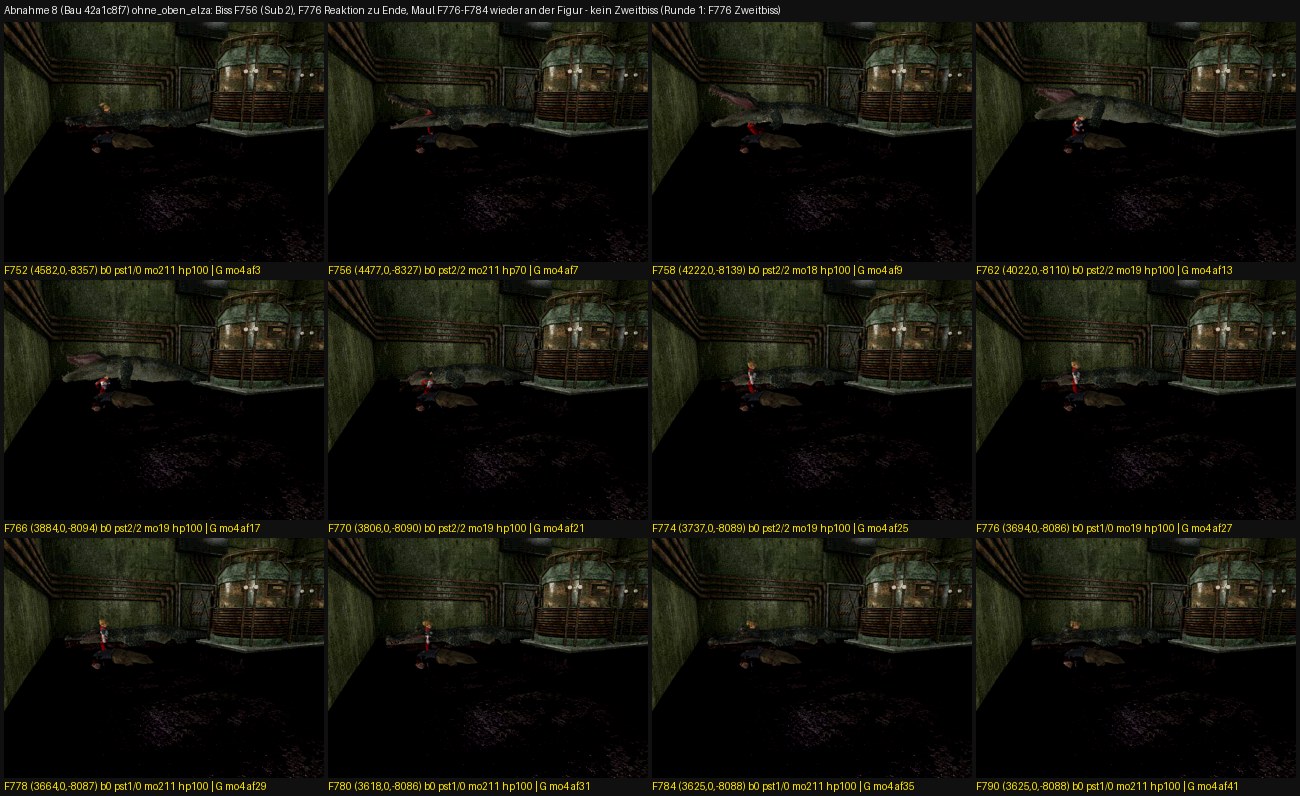 Abnahme 8 (Bau 42a1c8f7) ohne_oben_elza: Biss F756 (Sub 2), F776 Reaktion zu Ende, Maul F776-F784 wieder an der Figur - kein Zweitbiss (Runde 1: F776 Zweitbiss)
F752 (4582,0,-8357) b0 pst1/0 mo211 hp100 | G mo4 af3
F756 (4477,0,-8327) b0 pst2/2 mo211 hp70 | G mo4 af7
F758 (4222,0,-8139) b0 pst2/2 mo18 hp100 | G mo4 af9
F762 (4022,0,-8110) b0 pst2/2 mo19 hp100 | G mo4 af13
F766 (3884,0,-8094) b0 pst2/2 mo19 hp100 | G mo4 af17
F770 (3806,0,-8090) b0 pst2/2 mo19 hp100 | G mo4 af21
F774 (3737,0,-8089) b0 pst2/2 mo19 hp100 | G mo4 af25
F776 (3694,0,-8086) b0 pst1/0 mo19 hp100 | G mo4 af27
F778 (3664,0,-8087) b0 pst1/0 mo211 hp100 | G mo4 af29
F780 (3618,0,-8086) b0 pst1/0 mo211 hp100 | G mo4 af31
F784 (3625,0,-8088) b0 pst1/0 mo211 hp100 | G mo4 af35
F790 (3625,0,-8088) b0 pst1/0 mo211 hp100 | G mo4 af41